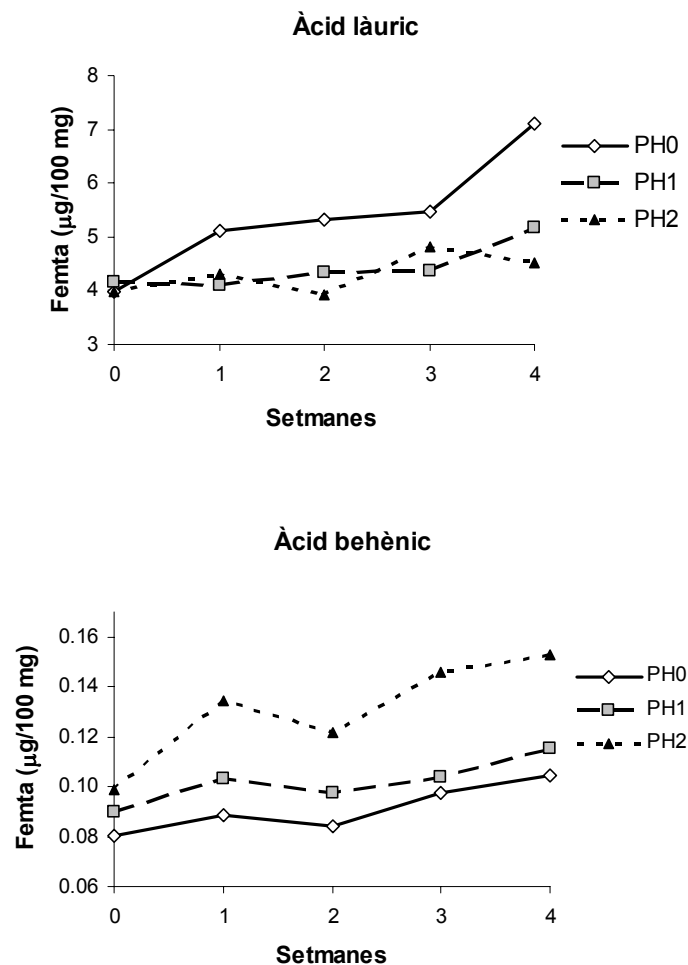 Àcid làuric
8
7
6
5
4
3
Femta (µg/100 mg)
0 1 2 3 4
Setmanes
PH0
PH1
PH2
Àcid behènic
0.16
0.14
0.12
0.10
0.08
0.06
Femta (µg/100 mg)
0 1 2 3 4
Setmanes
PH0
PH1
PH2